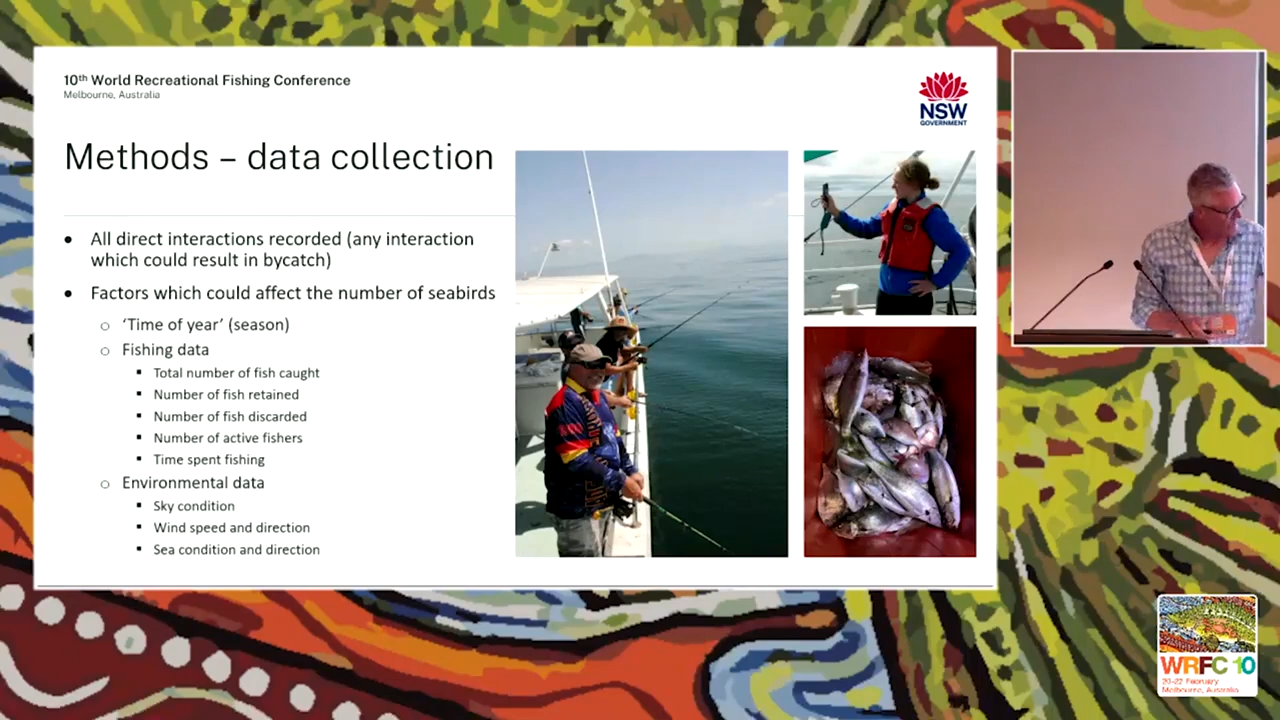 10th World Recreational Fishing Conference
Melbourne, Australia
NSW
GOVERNMENT
Methods – data collection
• All direct interactions recorded (any interaction
which could result in bycatch)
• Factors which could affect the number of seabirds
○ ‘Time of year’ (season)
○ Fishing data
▪ Total number of fish caught
▪ Number of fish retained
▪ Number of fish discarded
▪ Number of active fishers
▪ Time spent fishing
○ Environmental data
▪ Sky condition
▪ Wind speed and direction
▪ Sea condition and direction
WRFC 10
20-22 February
Melbourne, Australia